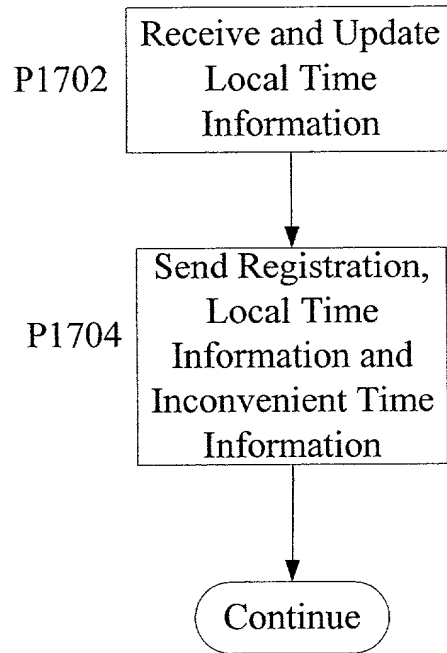 Receive and Update
P1702
Local Time
Information
Send Registration,
Local Time
P1704
Information and
Inconvenient Time
Information
Continue